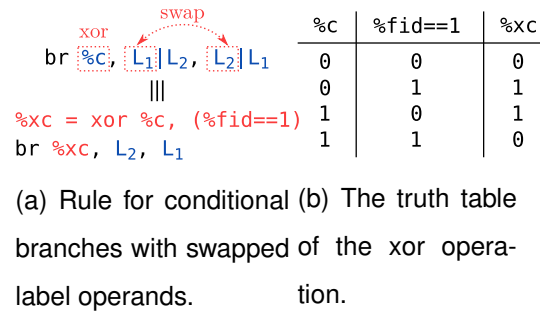 swap
xor
br %c, L₁|L₂, L₂|L₁
≡
%xc = xor %c, (%fid==1)
br %xc, L₂, L₁
(a) Rule for conditional
branches with swapped
label operands.
%c %fid==1 %xc
0 0 0
0 1 1
1 0 1
1 1 0
(b) The truth table
of the xor opera-
tion.